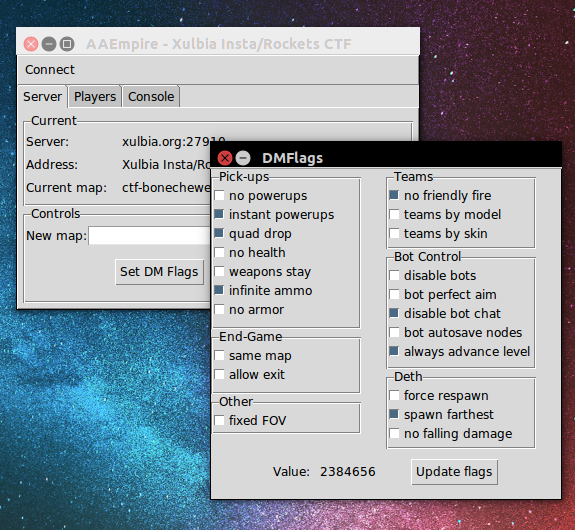 AAEmpire - Xulbia Insta/Rockets CTF
Connect
Server Players Console
Current
Server: xulbia.org:27910
Address: Xulbia Insta/Ro
Current map: ctf-bonechewe
Controls
New map:
Set DM Flags
DMFlags
Pick-ups
no powerups
instant powerups
quad drop
no health
weapons stay
infinite ammo
no armor
End-Game
same map
allow exit
Other
fixed FOV
Teams
no friendly fire
teams by model
teams by skin
Bot Control
disable bots
bot perfect aim
disable bot chat
bot autosave nodes
always advance level
Deth
force respawn
spawn farthest
no falling damage
Value: 2384656 Update flags